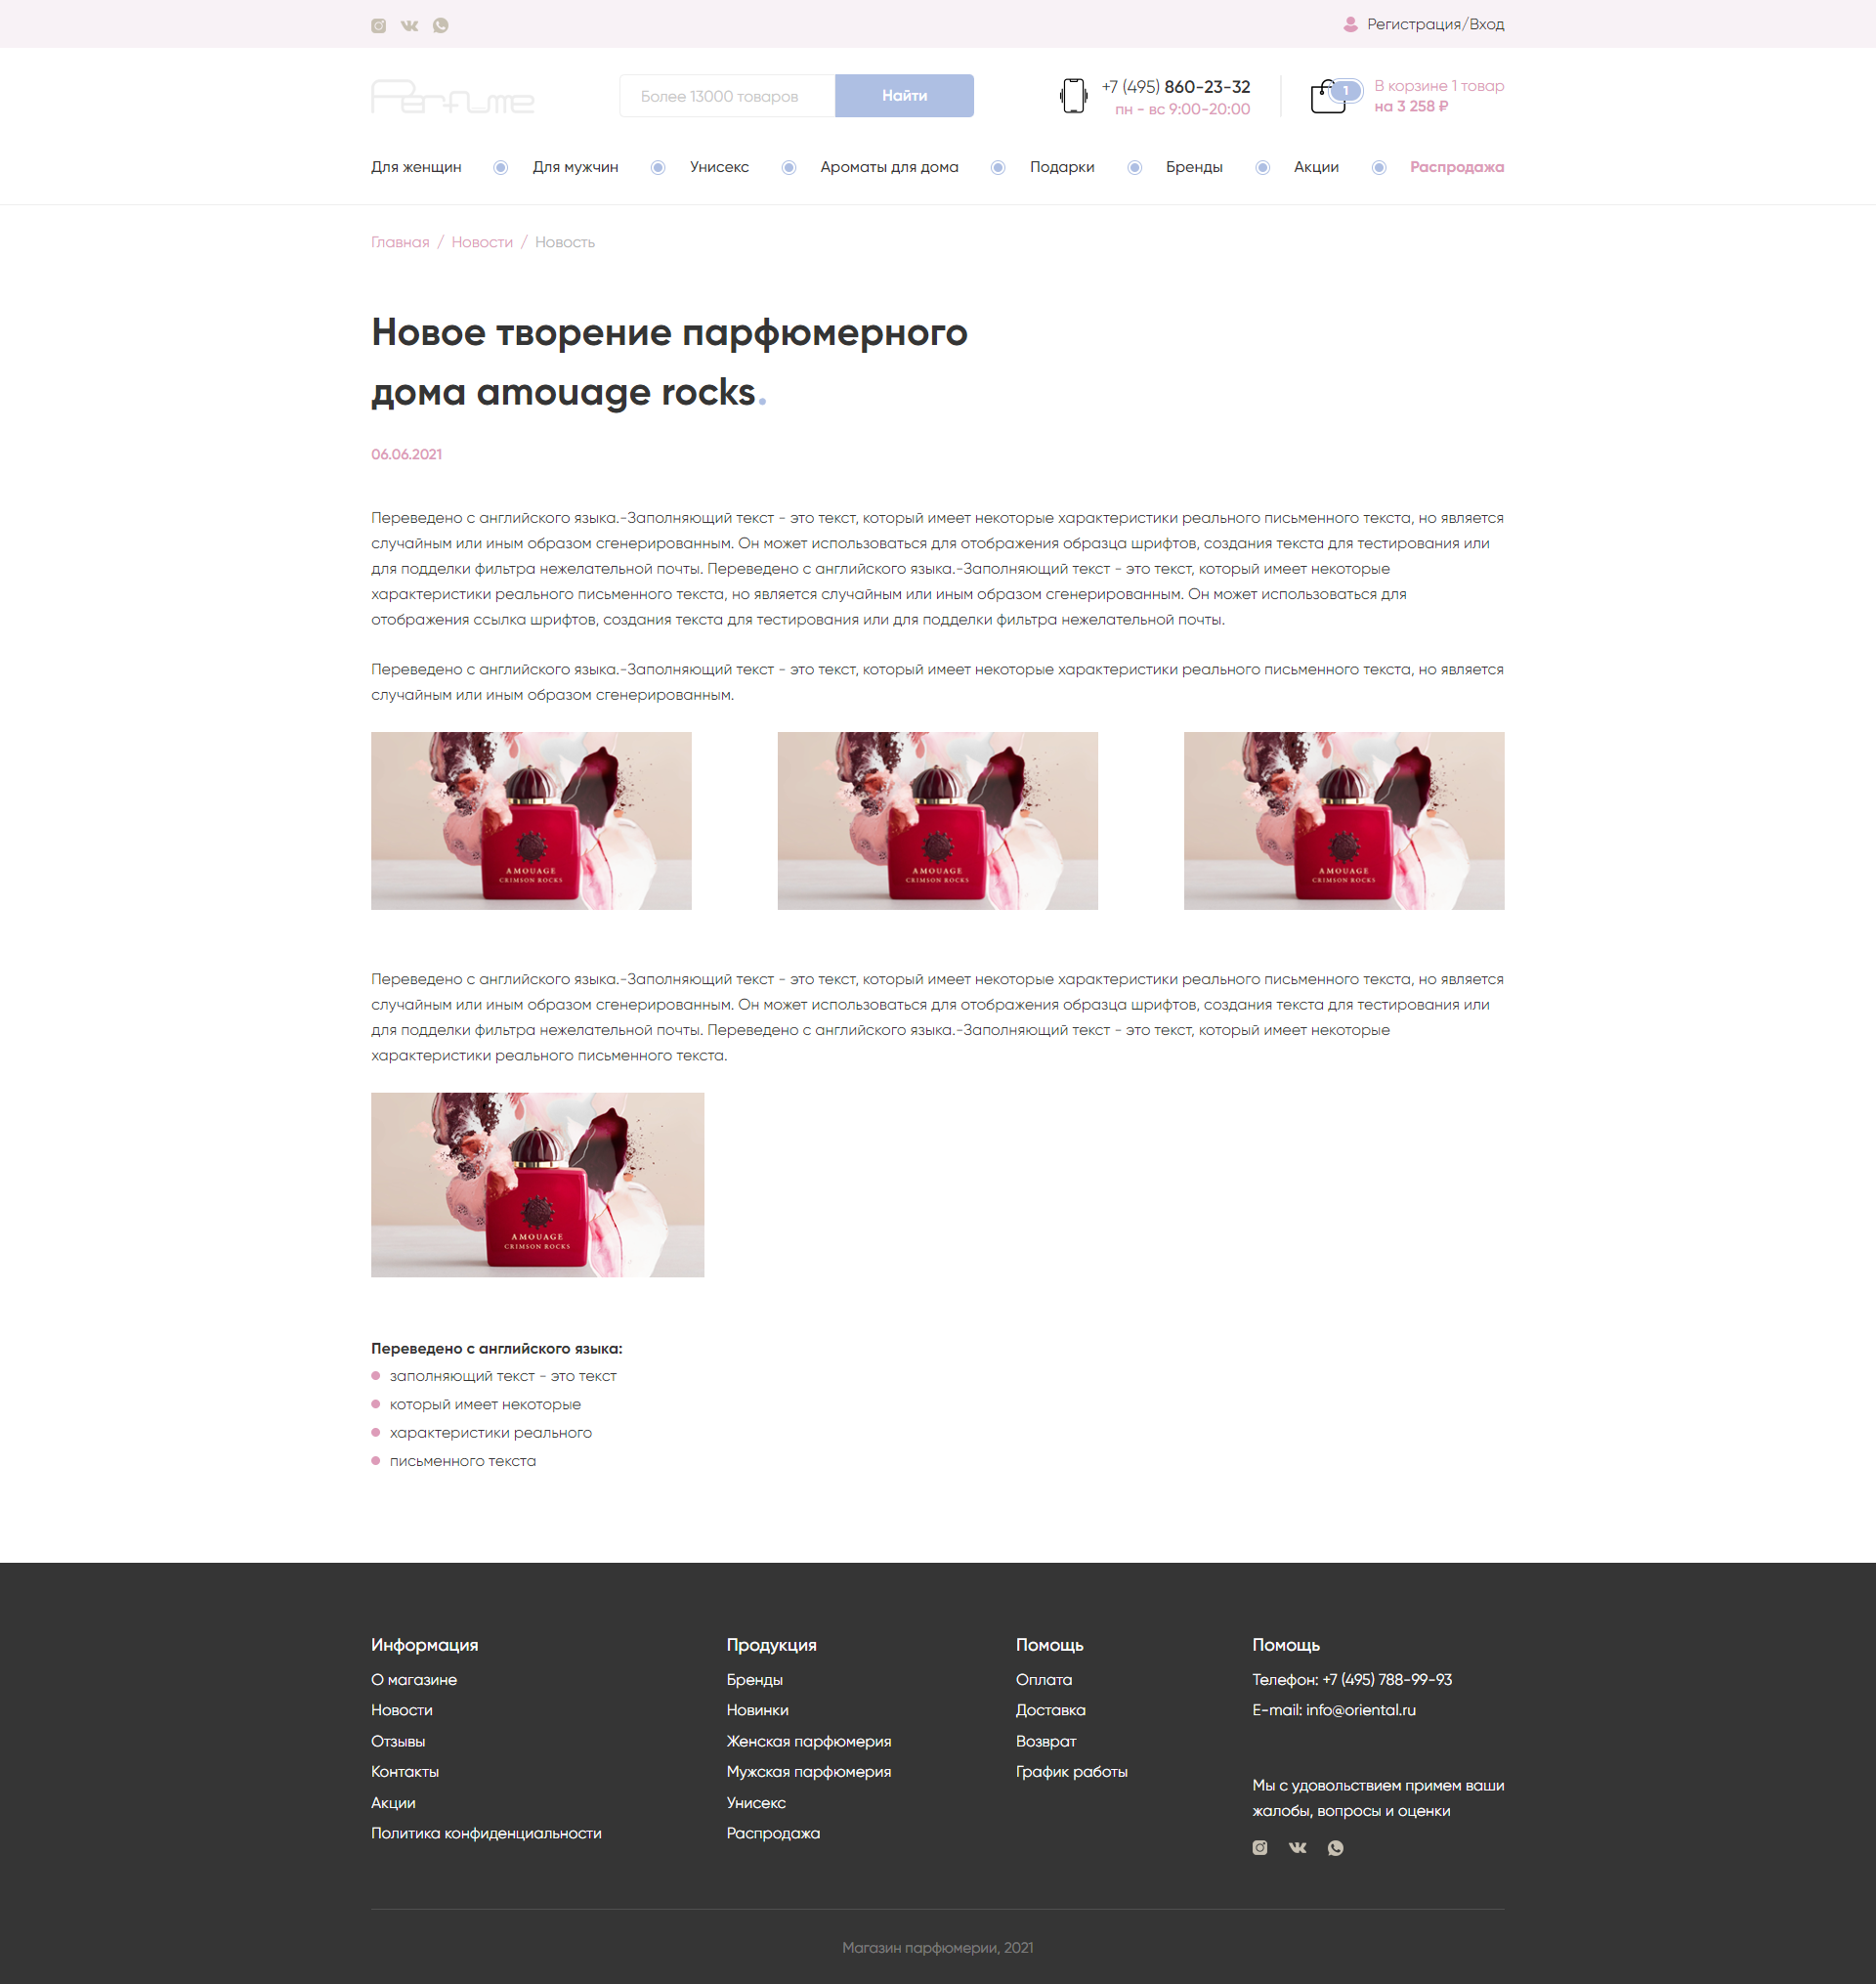 Регистрация/Вход
Perfume
Более 13000 товаров
Найти
+7 (495) 860-23-32
пн - вс 9:00-20:00
1
В корзине 1 товар
на 3 258 ₽
Для женщин
Для мужчин
Унисекс
Ароматы для дома
Подарки
Бренды
Акции
Распродажа
Главная / Новости / Новость
Новое творение парфюмерного
дома amouage rocks.
06.06.2021
Переведено с английского языка.-Заполняющий текст - это текст, который имеет некоторые характеристики реального письменного текста, но является
случайным или иным образом сгенерированным. Он может использоваться для отображения образца шрифтов, создания текста для тестирования или
для подделки фильтра нежелательной почты. Переведено с английского языка.-Заполняющий текст - это текст, который имеет некоторые
характеристики реального письменного текста, но является случайным или иным образом сгенерированным. Он может использоваться для
отображения ссылка шрифтов, создания текста для тестирования или для подделки фильтра нежелательной почты.
Переведено с английского языка.-Заполняющий текст - это текст, который имеет некоторые характеристики реального письменного текста, но является
случайным или иным образом сгенерированным.
AMOUAGE
CRIMSON ROCKS
AMOUAGE
CRIMSON ROCKS
AMOUAGE
CRIMSON ROCKS
Переведено с английского языка.-Заполняющий текст - это текст, который имеет некоторые характеристики реального письменного текста, но является
случайным или иным образом сгенерированным. Он может использоваться для отображения образца шрифтов, создания текста для тестирования или
для подделки фильтра нежелательной почты. Переведено с английского языка.-Заполняющий текст - это текст, который имеет некоторые
характеристики реального письменного текста.
AMOUAGE
CRIMSON ROCKS
Переведено с английского языка:
заполняющий текст - это текст
который имеет некоторые
характеристики реального
письменного текста
Информация
О магазине
Новости
Отзывы
Контакты
Акции
Политика конфиденциальности
Продукция
Бренды
Новинки
Женская парфюмерия
Мужская парфюмерия
Унисекс
Распродажа
Помощь
Оплата
Доставка
Возврат
График работы
Помощь
Телефон: +7 (495) 788-99-93
E-mail: info@oriental.ru
Мы с удовольствием примем ваши
жалобы, вопросы и оценки
Магазин парфюмерии, 2021